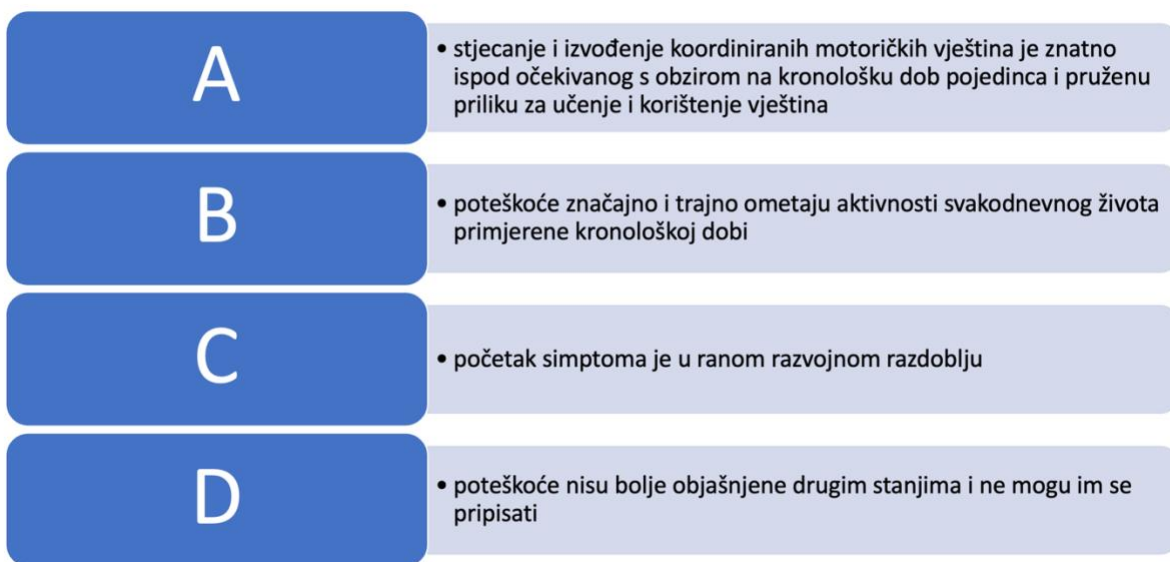 A
• stjecanje i izvođenje koordiniranih motoričkih vještina je znatno
ispod očekivanog s obzirom na kronološku dob pojedinca i pruženu
priliku za učenje i korištenje vještina
B
• poteškoće značajno i trajno ometaju aktivnosti svakodnevnog života
primjerene kronološkoj dobi
C
• početak simptoma je u ranom razvojnom razdoblju
D
• poteškoće nisu bolje objašnjene drugim stanjima i ne mogu im se
pripisati